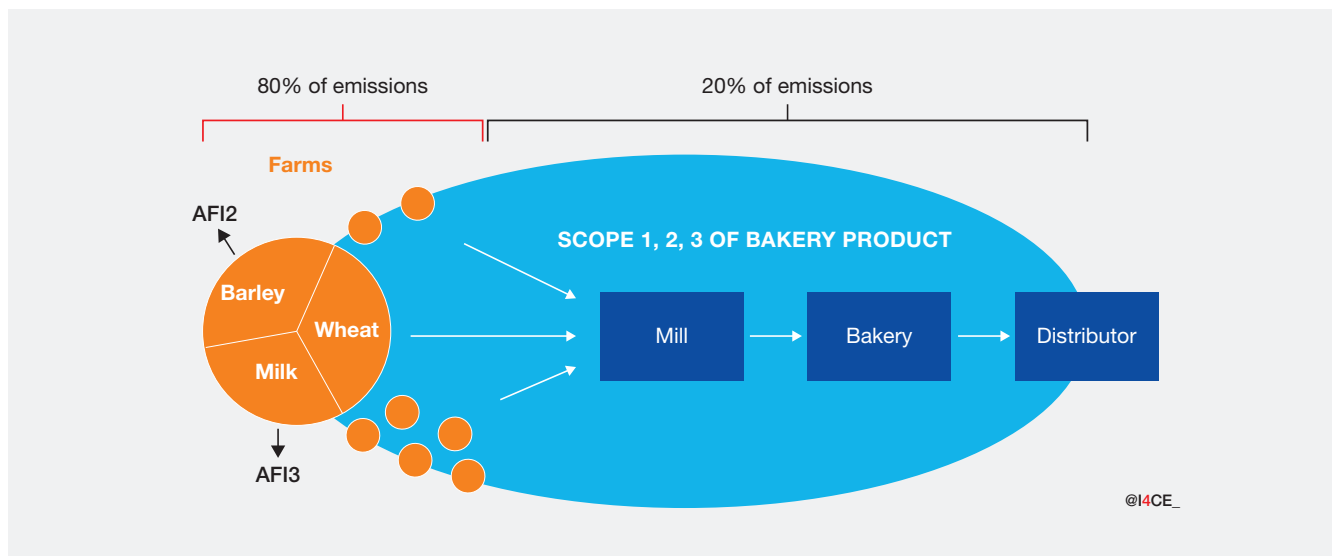 80% of emissions
20% of emissions
Farms
AFI2
SCOPE 1, 2, 3 OF BAKERY PRODUCT
Barley
Wheat
Milk
Mill
Bakery
Distributor
AFI3
@I4CE_